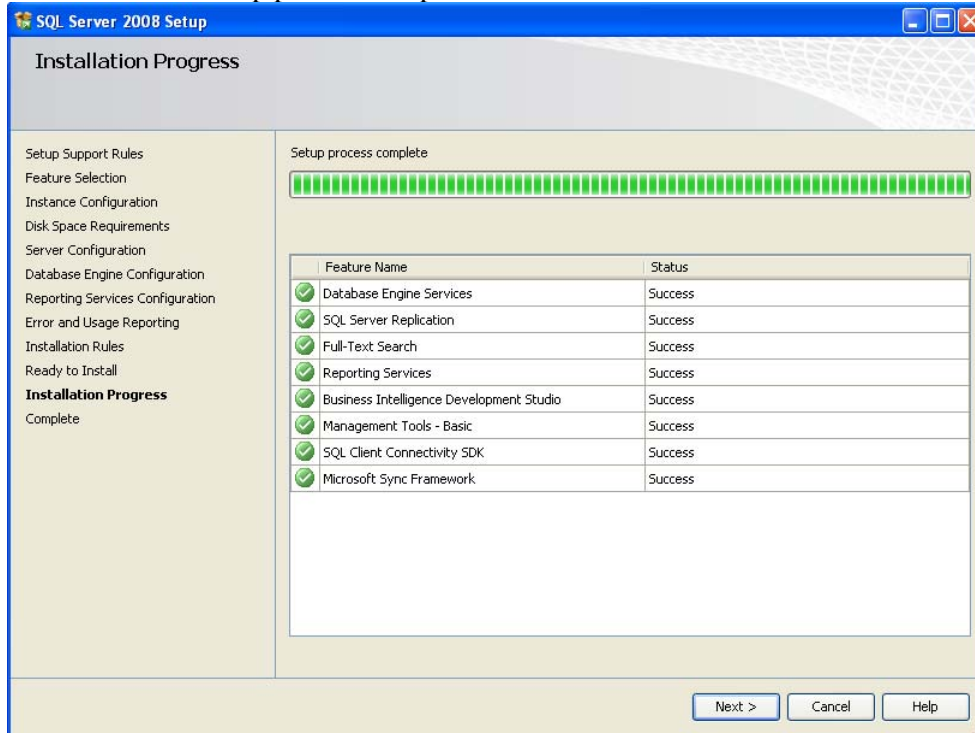 SQL Server 2008 Setup
Installation Progress
Setup Support Rules
Feature Selection
Instance Configuration
Disk Space Requirements
Server Configuration
Database Engine Configuration
Reporting Services Configuration
Error and Usage Reporting
Installation Rules
Ready to Install
Installation Progress
Complete
Setup process complete
Feature Name Status
Database Engine Services Success
SQL Server Replication Success
Full-Text Search Success
Reporting Services Success
Business Intelligence Development Studio Success
Management Tools - Basic Success
SQL Client Connectivity SDK Success
Microsoft Sync Framework Success
Next > Cancel Help